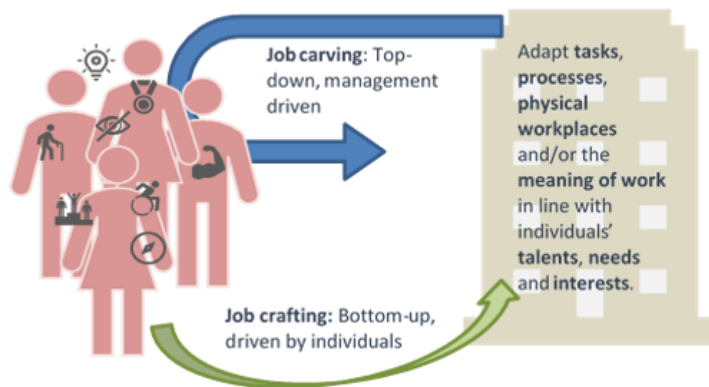 Job carving: Top-
down, management
driven
Adapt tasks,
processes,
physical
workplaces
and/or the
meaning of work
in line with
individuals’
talents, needs
and interests.
Job crafting: Bottom-up,
driven by individuals